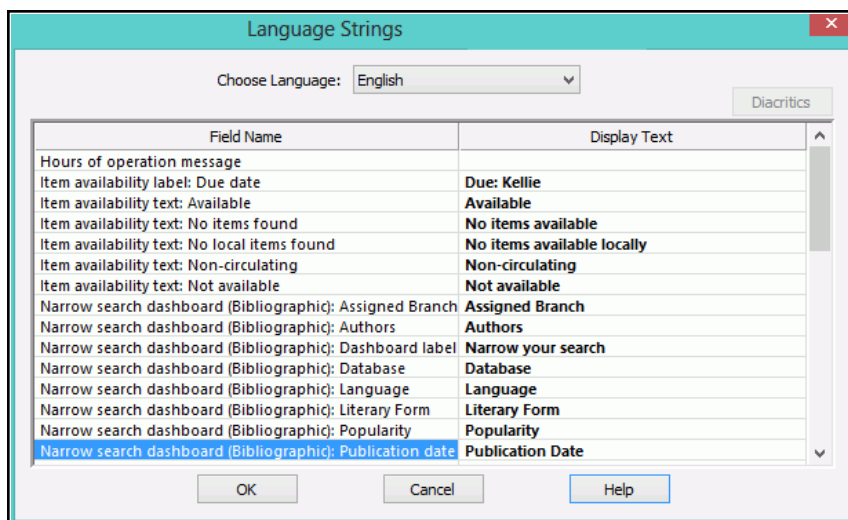 Language Strings
Choose Language: English
Diacritics
Field Name Display Text
Hours of operation message
Item availability label: Due date Due: Kellie
Item availability text: Available Available
Item availability text: No items found No items available
Item availability text: No local items found No items available locally
Item availability text: Non-circulating Non-circulating
Item availability text: Not available Not available
Narrow search dashboard (Bibliographic): Assigned Branch Assigned Branch
Narrow search dashboard (Bibliographic): Authors Authors
Narrow search dashboard (Bibliographic): Dashboard label Narrow your search
Narrow search dashboard (Bibliographic): Database Database
Narrow search dashboard (Bibliographic): Language Language
Narrow search dashboard (Bibliographic): Literary Form Literary Form
Narrow search dashboard (Bibliographic): Popularity Popularity
Narrow search dashboard (Bibliographic): Publication date Publication Date
OK Cancel Help